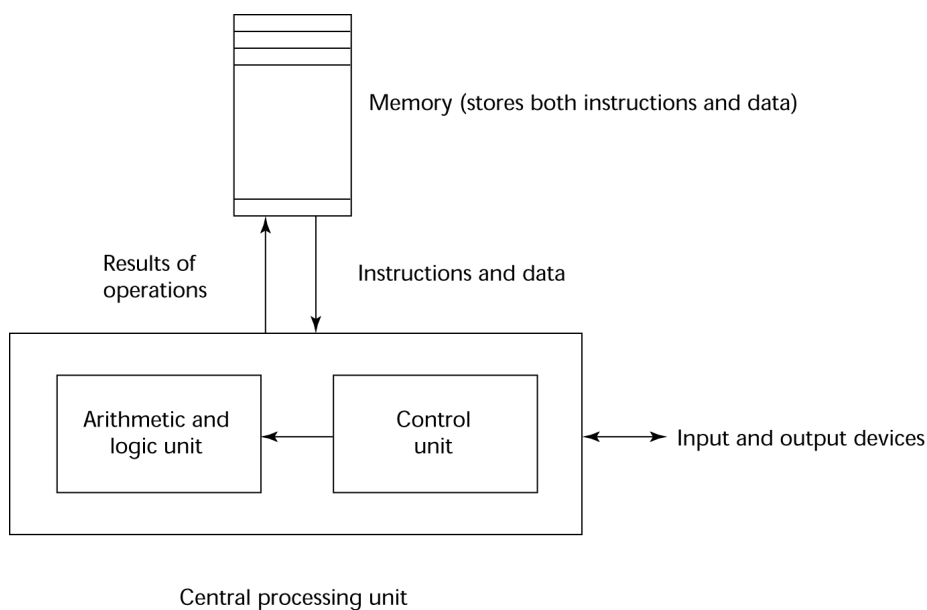 Memory (stores both instructions and data)
Results of
operations
Instructions and data
Arithmetic and
logic unit
Control
unit
Input and output devices
Central processing unit